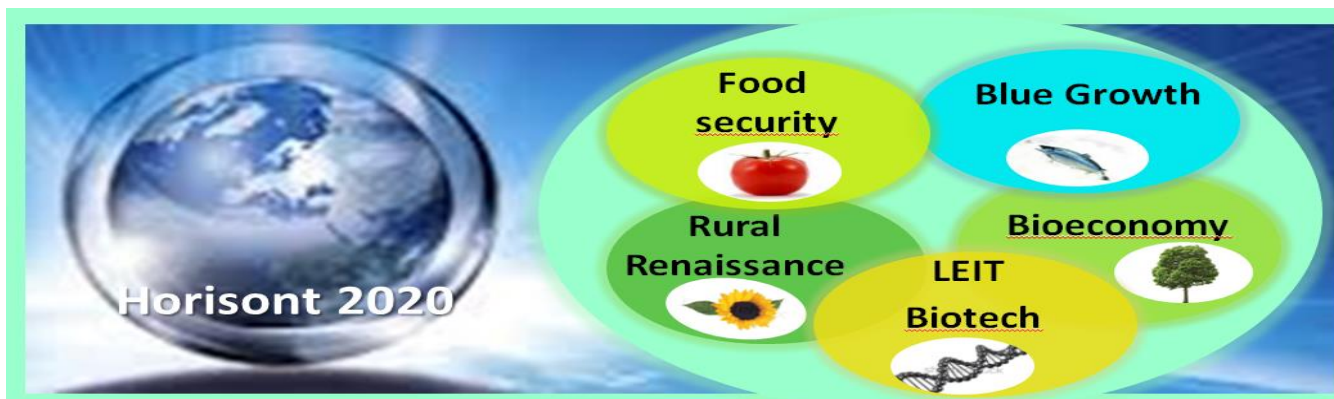 Horisont 2020
Food
security
Blue Growth
Rural
Renaissance
Bioeconomy
LEIT
Biotech